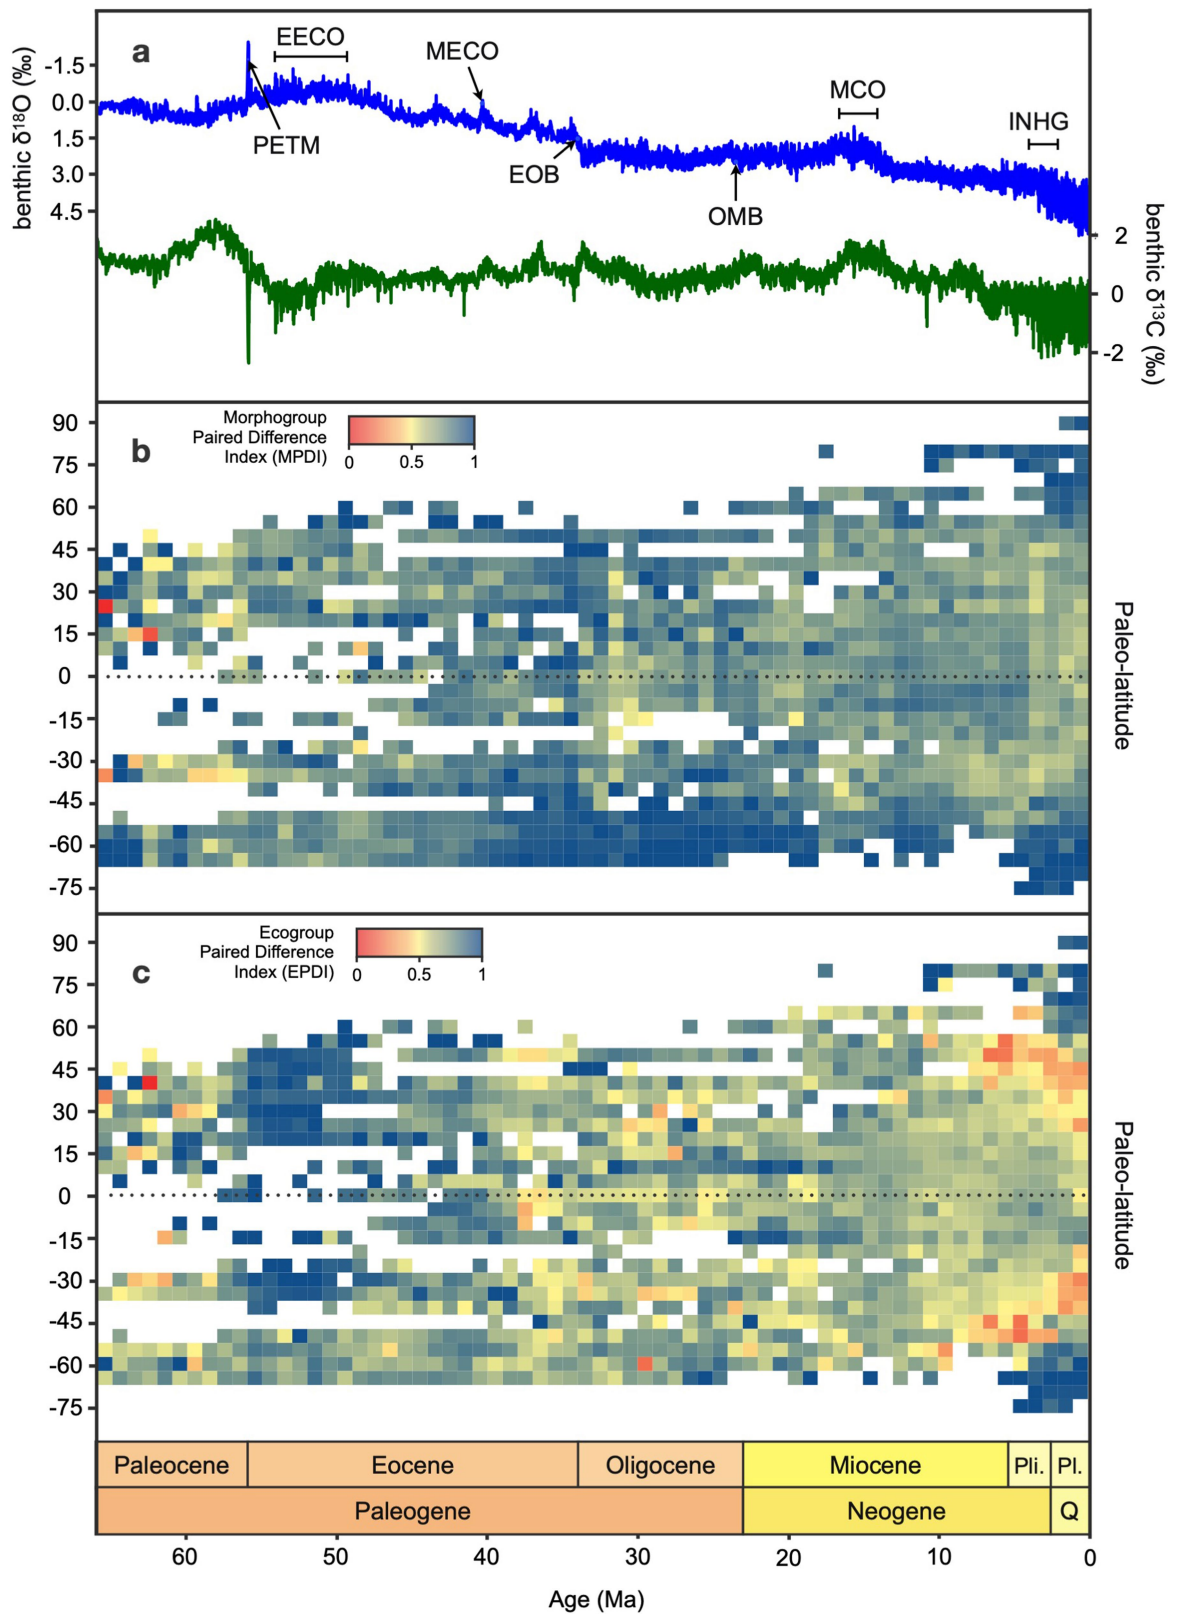 a
EECO
MECO
MCO
INHG
PETM
EOB
OMB
benthic δ18O (‰)
-1.5
0.0
1.5
3.0
4.5
benthic δ13C (‰)
2
0
-2
b
Morphogroup
Paired Difference
Index (MPDI)
0 0.5 1
90
75
60
45
30
15
0
-15
-30
-45
-60
-75
Paleo-latitude
c
Ecogroup
Paired Difference
Index (EPDI)
0 0.5 1
90
75
60
45
30
15
0
-15
-30
-45
-60
-75
Paleo-latitude
Paleocene Eocene Oligocene Miocene Pli. Pl.
Paleogene Neogene Q
60 50 40 30 20 10 0
Age (Ma)